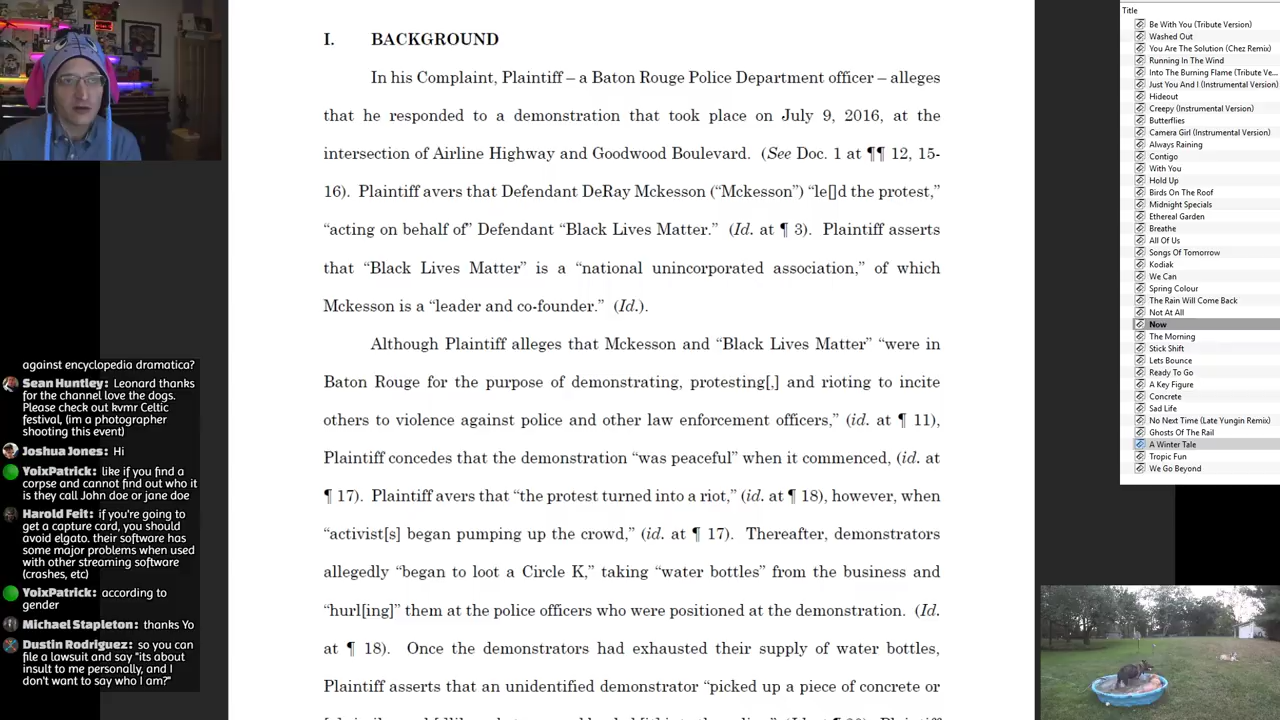 I. BACKGROUND
In his Complaint, Plaintiff – a Baton Rouge Police Department officer – alleges
that he responded to a demonstration that took place on July 9, 2016, at the
intersection of Airline Highway and Goodwood Boulevard. (See Doc. 1 at ¶¶ 12, 15-
16). Plaintiff avers that Defendant DeRay Mckesson (“Mckesson”) “le[]d the protest,”
“acting on behalf of” Defendant “Black Lives Matter.” (Id. at ¶ 3). Plaintiff asserts
that “Black Lives Matter” is a “national unincorporated association,” of which
Mckesson is a “leader and co-founder.” (Id.).
Although Plaintiff alleges that Mckesson and “Black Lives Matter” “were in
Baton Rouge for the purpose of demonstrating, protesting[,] and rioting to incite
others to violence against police and other law enforcement officers,” (id. at ¶ 11),
Plaintiff concedes that the demonstration “was peaceful” when it commenced, (id. at
¶ 17). Plaintiff avers that “the protest turned into a riot,” (id. at ¶ 18), however, when
“activist[s] began pumping up the crowd,” (id. at ¶ 17). Thereafter, demonstrators
allegedly “began to loot a Circle K,” taking “water bottles” from the business and
“hurl[ing]” them at the police officers who were positioned at the demonstration. (Id.
at ¶ 18). Once the demonstrators had exhausted their supply of water bottles,
Plaintiff asserts that an unidentified demonstrator “picked up a piece of concrete or
against encyclopedia dramatica?
Sean Huntley: Leonard thanks
for the channel love the dogs.
Please check out kvmr Celtic
festival, (im a photographer
shooting this event)
Joshua Jones: Hi
YoixPatrick: like if you find a
corpse and cannot find out who it
is they call John doe or jane doe
Harold Feit: if you're going to
get a capture card, you should
avoid elgato. their software has
some major problems when used
with other streaming software
(crashes, etc)
YoixPatrick: according to
gender
Michael Stapleton: thanks Yo
Dustin Rodriguez: so you can
file a lawsuit and say "its about
insult to me personally, and I
don't want to say who I am?"
Title
Be With You (Tribute Version)
Washed Out
You Are The Solution (Chez Remix)
Running In The Wind
Into The Burning Flame (Tribute Ve...
Just You And I (Instrumental Version)
Hideout
Creepy (Instrumental Version)
Butterflies
Camera Girl (Instrumental Version)
Always Raining
Contigo
With You
Hold Up
Birds On The Roof
Midnight Specials
Ethereal Garden
Breathe
All Of Us
Songs Of Tomorrow
Kodiak
We Can
Spring Colour
The Rain Will Come Back
Not At All
Now
The Morning
Stick Shift
Lets Bounce
Ready To Go
A Key Figure
Concrete
Sad Life
No Next Time (Late Yungin Remix)
Ghosts Of The Rail
A Winter Tale
Tropic Fun
We Go Beyond